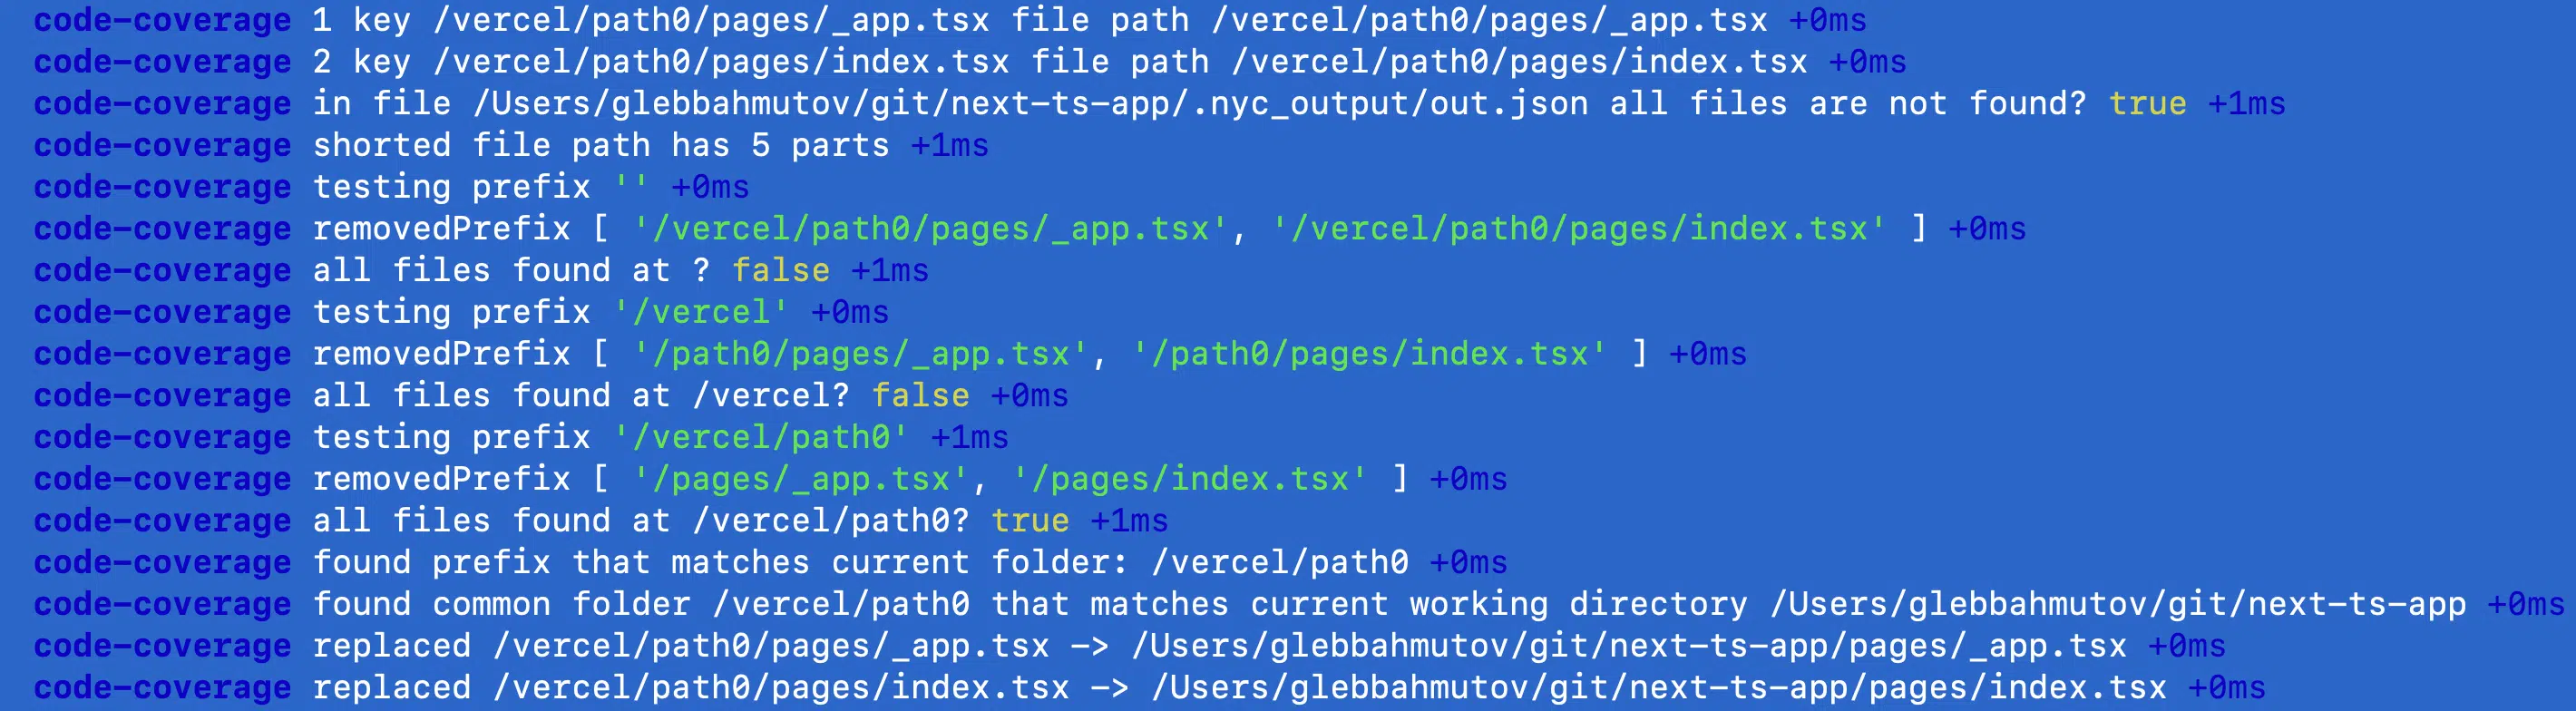 code-coverage 1 key /vercel/path0/pages/_app.tsx file path /vercel/path0/pages/_app.tsx +0ms
code-coverage 2 key /vercel/path0/pages/index.tsx file path /vercel/path0/pages/index.tsx +0ms
code-coverage in file /Users/glebbahmutov/git/next-ts-app/.nyc_output/out.json all files are not found? true +1ms
code-coverage shorted file path has 5 parts +1ms
code-coverage testing prefix '' +0ms
code-coverage removedPrefix [ '/vercel/path0/pages/_app.tsx', '/vercel/path0/pages/index.tsx' ] +0ms
code-coverage all files found at ? false +1ms
code-coverage testing prefix '/vercel' +0ms
code-coverage removedPrefix [ '/path0/pages/_app.tsx', '/path0/pages/index.tsx' ] +0ms
code-coverage all files found at /vercel? false +0ms
code-coverage testing prefix '/vercel/path0' +1ms
code-coverage removedPrefix [ '/pages/_app.tsx', '/pages/index.tsx' ] +0ms
code-coverage all files found at /vercel/path0? true +1ms
code-coverage found prefix that matches current folder: /vercel/path0 +0ms
code-coverage found common folder /vercel/path0 that matches current working directory /Users/glebbahmutov/git/next-ts-app +0ms
code-coverage replaced /vercel/path0/pages/_app.tsx -> /Users/glebbahmutov/git/next-ts-app/pages/_app.tsx +0ms
code-coverage replaced /vercel/path0/pages/index.tsx -> /Users/glebbahmutov/git/next-ts-app/pages/index.tsx +0ms